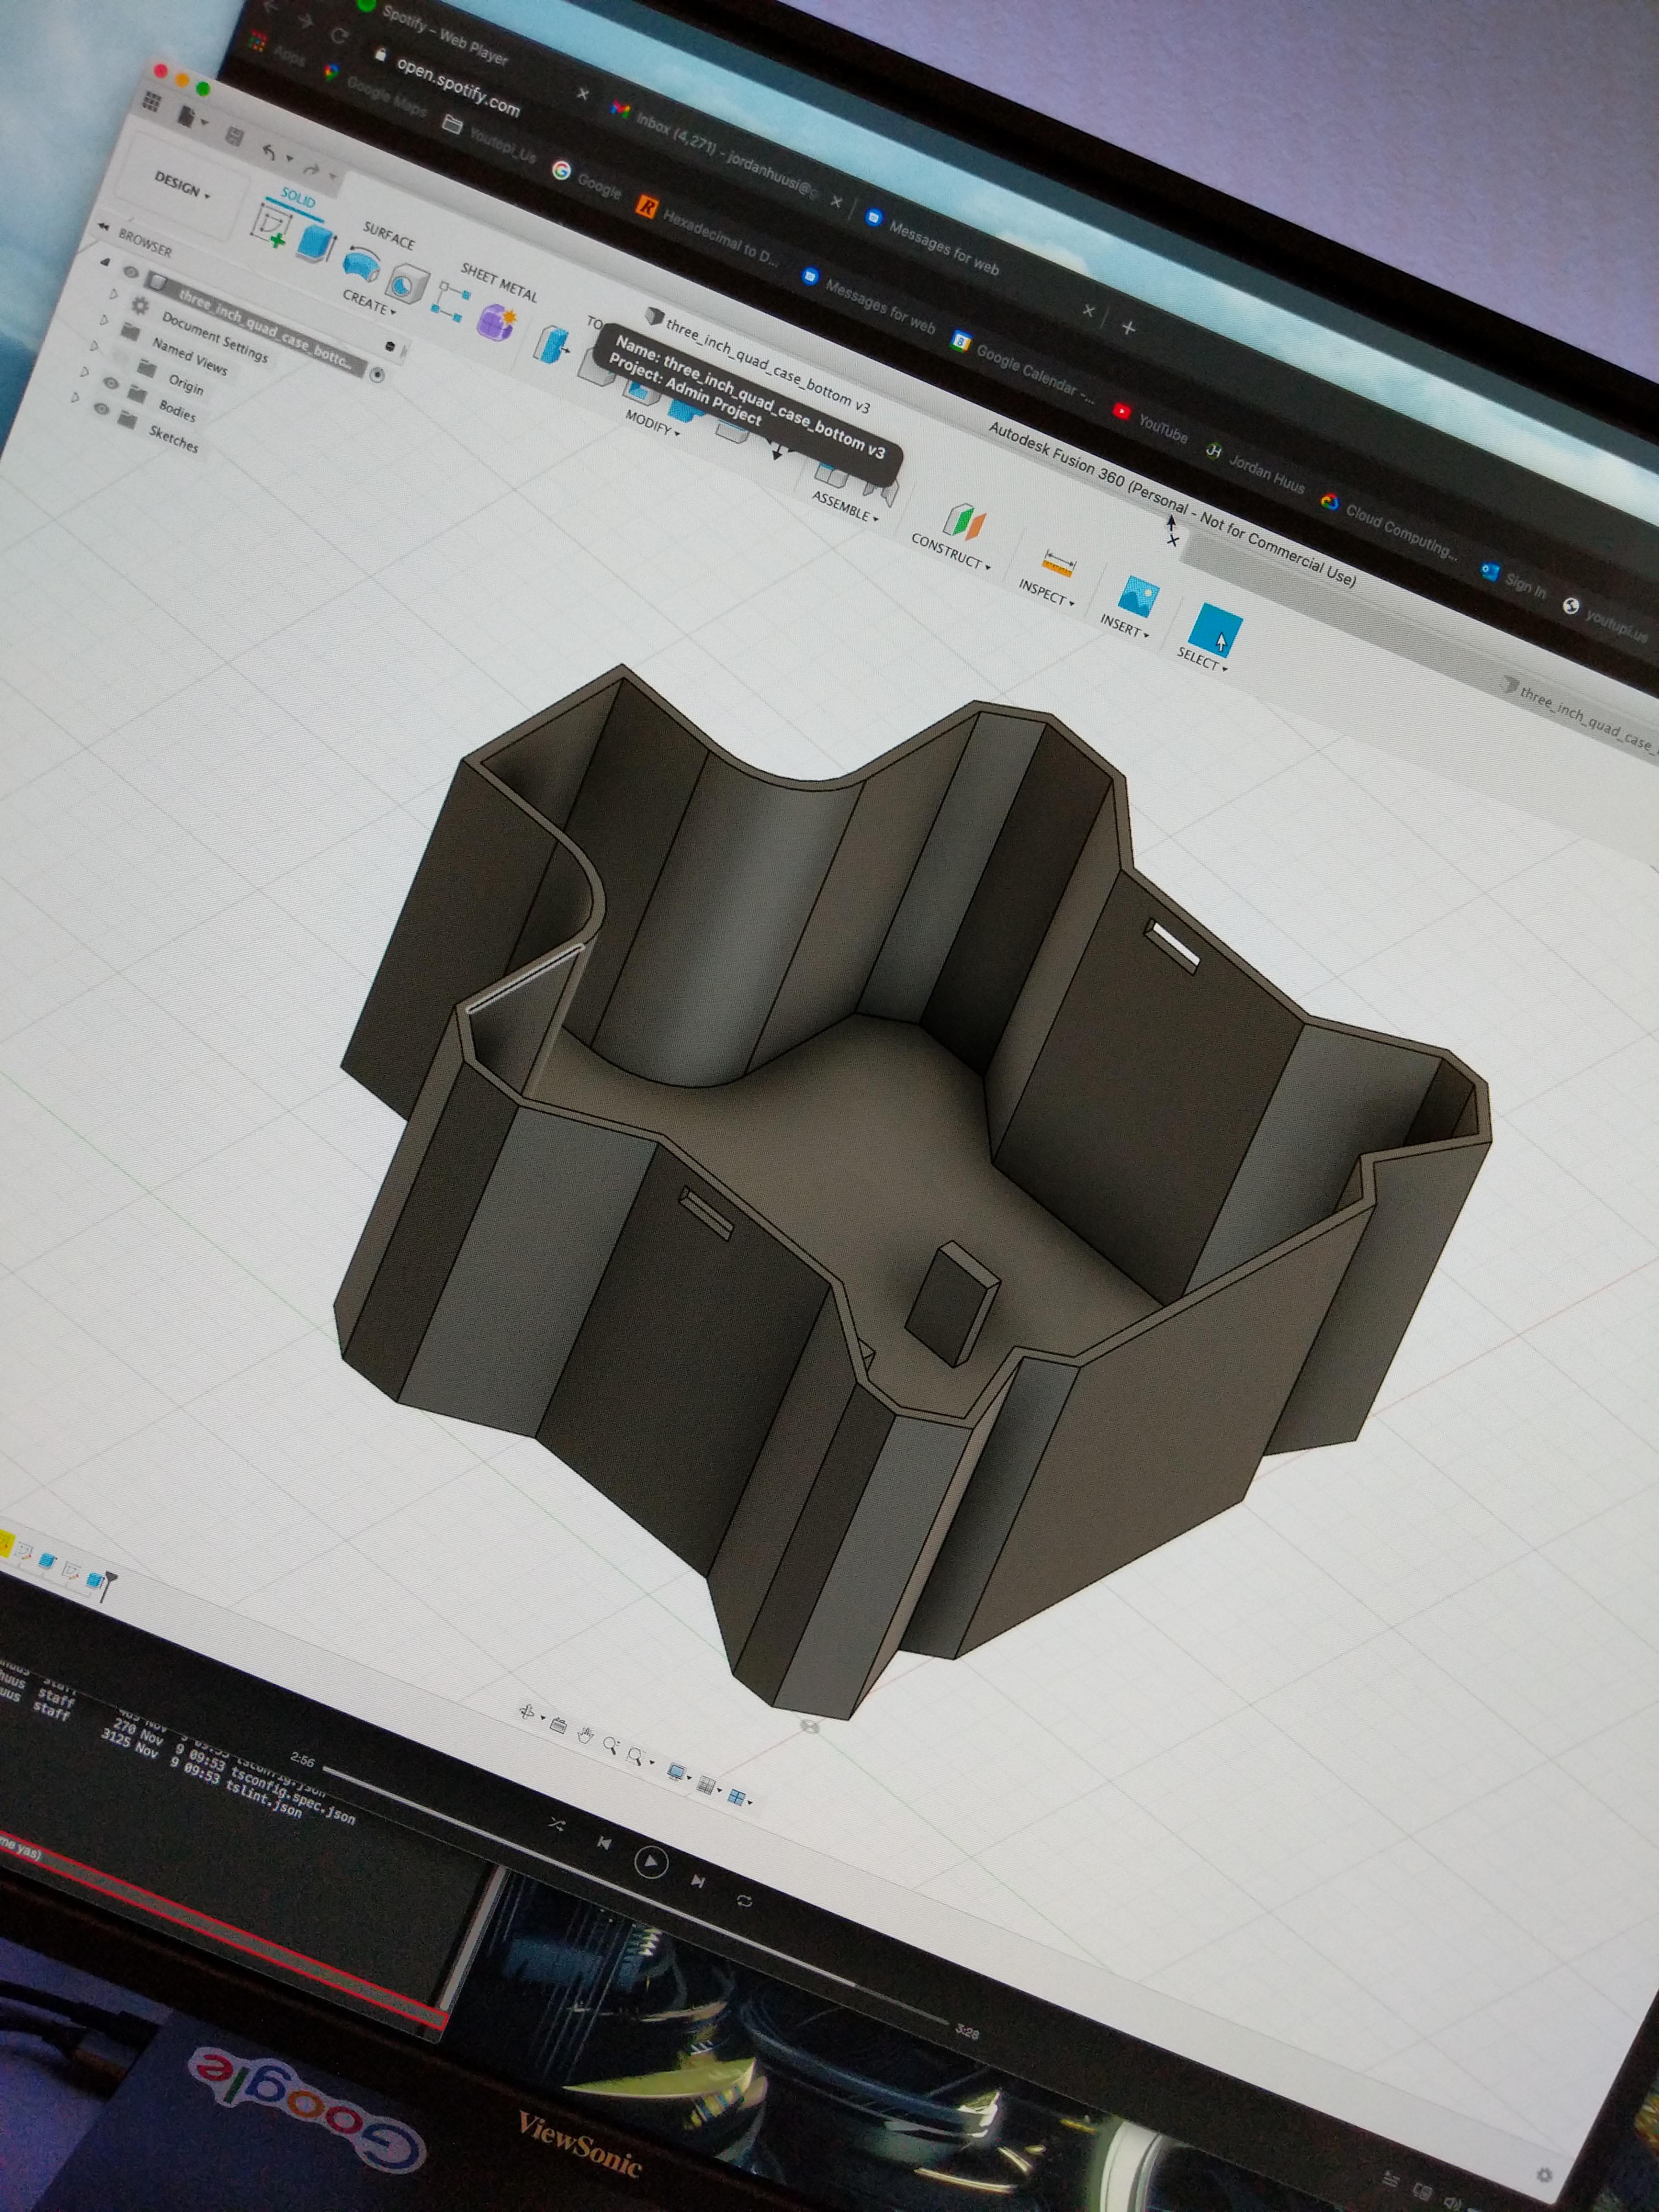 Spotify – Web Player
Inbox (4,271) - jordanhuusi@g
Messages for web
open.spotify.com
Apps
Google Maps
Youtopi_Us
Google
Hexadecimal to D...
Messages for web
Google Calendar -...
YouTube
Jordan Huus
Cloud Computing...
Sign In
youtupi.us
Autodesk Fusion 360 (Personal - Not for Commercial Use)
three_inch_quad_case_bottom v3
three_inch_quad_case_
Name: three_inch_quad_case_bottom v3
Project: Admin Project
DESIGN
SOLID
SURFACE
SHEET METAL
TO
CREATE
MODIFY
ASSEMBLE
CONSTRUCT
INSPECT
INSERT
SELECT
BROWSER
three_inch_quad_case_botto...
Document Settings
Named Views
Origin
Bodies
Sketches
huus staff
uus staff
270 Nov 9 09:53 tsconfig.spec.json
3125 Nov 9 09:53 tslint.json
me yas)
2:56
3:28
Google
ViewSonic